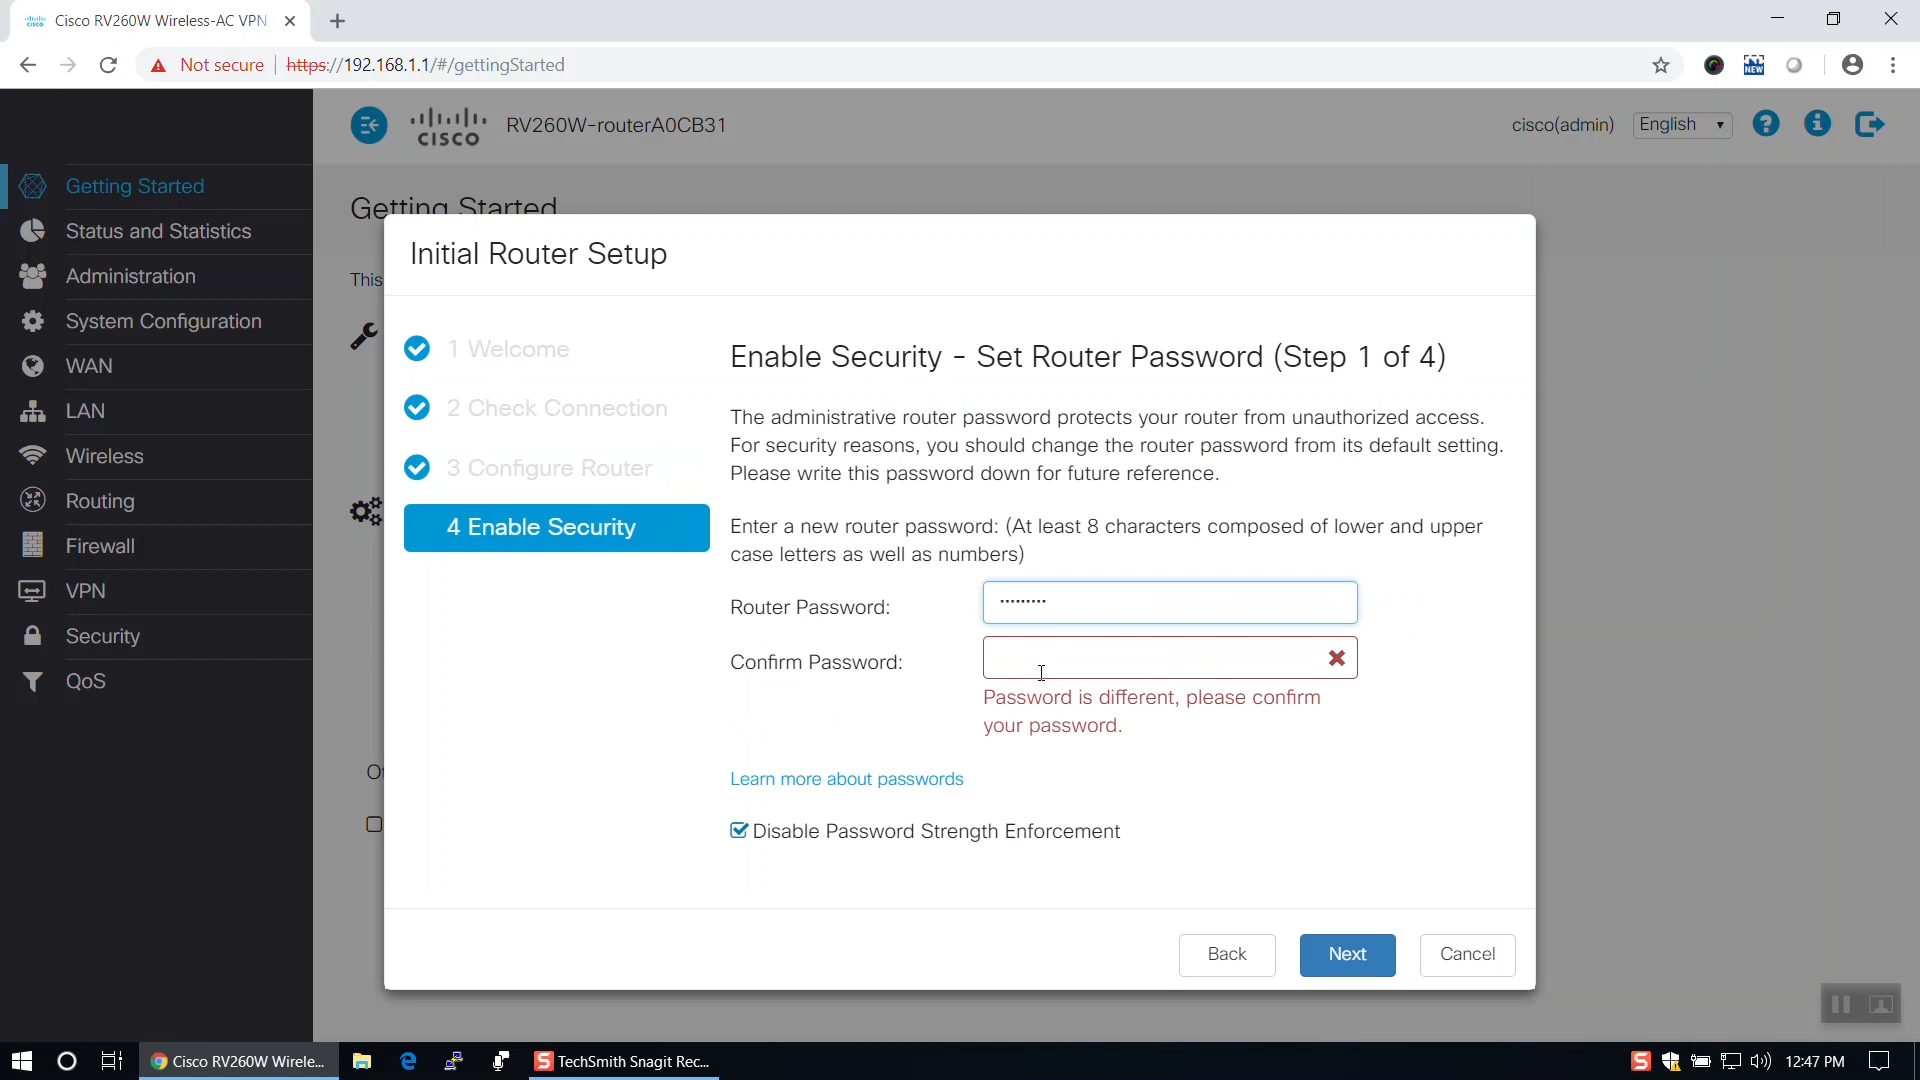 Cisco RV260W Wireless-AC VPN
Not secure
https://192.168.1.1/#/gettingStarted
NEW
cisco
RV260W-routerA0CB31
cisco(admin)
English
Getting Started
Status and Statistics
Administration
System Configuration
WAN
LAN
Wireless
Routing
Firewall
VPN
Security
QoS
Getting Started
This
Initial Router Setup
1 Welcome
2 Check Connection
3 Configure Router
4 Enable Security
Enable Security - Set Router Password (Step 1 of 4)
The administrative router password protects your router from unauthorized access.
For security reasons, you should change the router password from its default setting.
Please write this password down for future reference.
Enter a new router password: (At least 8 characters composed of lower and upper
case letters as well as numbers)
Router Password:
Confirm Password:
Password is different, please confirm
your password.
Learn more about passwords
Disable Password Strength Enforcement
Back
Next
Cancel
Cisco RV260W Wirele...
TechSmith Snagit Rec...
12:47 PM